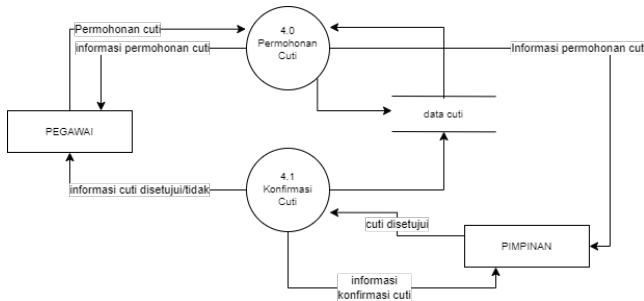 Permohonan cuti
informasi permohonan cuti
4.0
Permohonan
Cuti
Informasi permohonan cut
PEGAWAI
data cuti
4.1
Konfirmasi
Cuti
informasi cuti disetujui/tidak
cuti disetujui
PIMPINAN
informasi
konfirmasi cuti